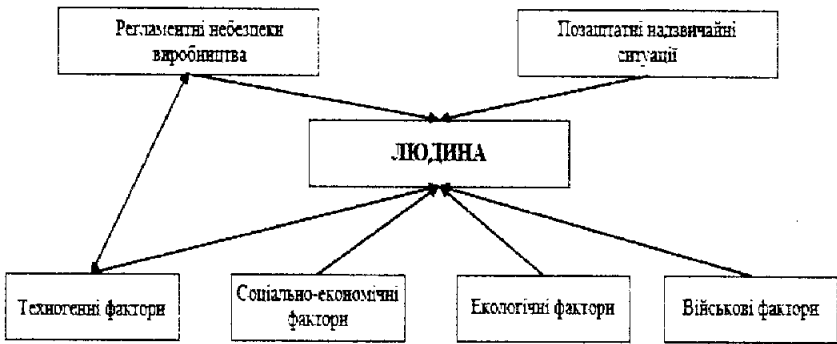 Регламентні небезпеки
виробництва
Позаштатні надзвичайні
ситуації
ЛЮДИНА
Техногенні фактори
Соціально-економічні
фактори
Екологічні фактори
Військові фактори